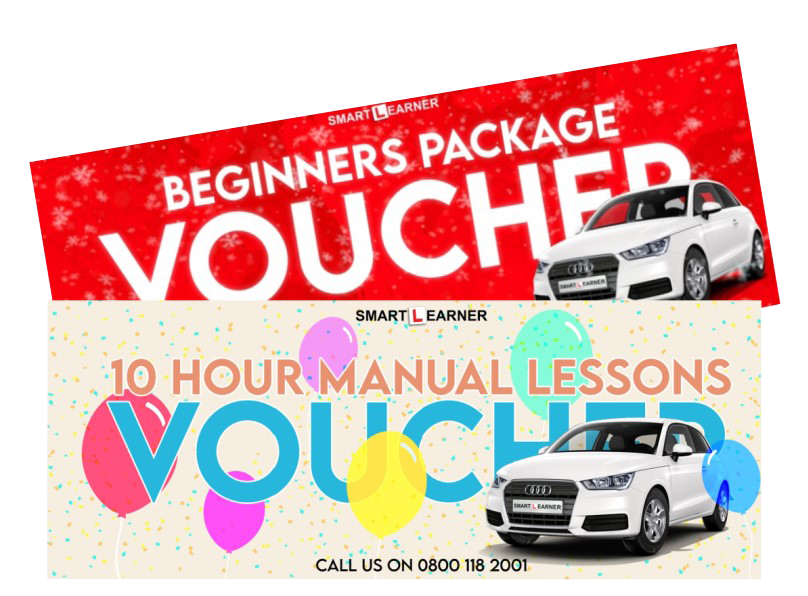 SMART LEARNER
BEGINNERS PACKAGE
VOUCHER
SMART LEARNER
SMART LEARNER
10 HOUR MANUAL LESSONS
VOUCHER
SMART LEARNER
CALL US ON 0800 118 2001